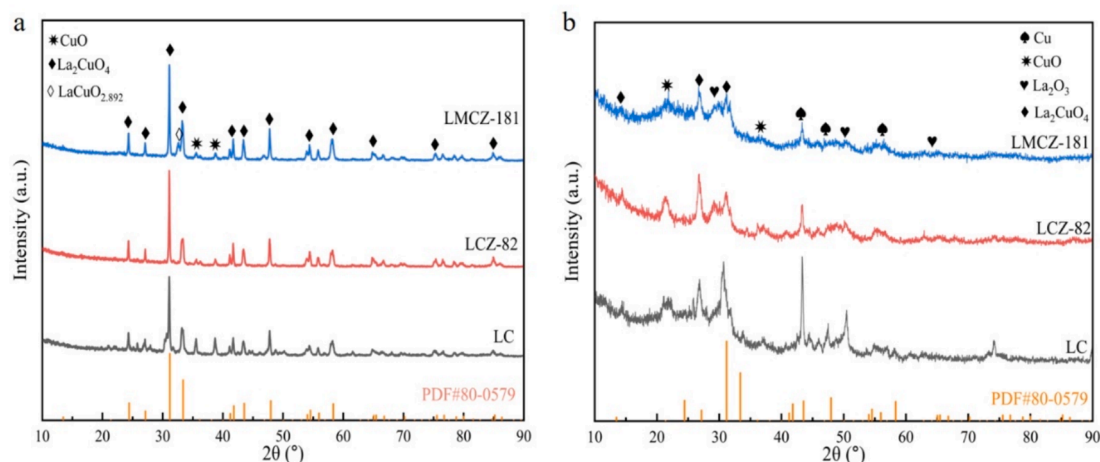 a
✷ CuO
♦ La₂CuO₄
◊ LaCuO₂.₈₉₂
LMCZ-181
LCZ-82
LC
PDF#80-0579
Intensity (a.u.)
10 20 30 40 50 60 70 80 90
2θ (°)
b
♠ Cu
✷ CuO
♥ La₂O₃
♦ La₂CuO₄
LMCZ-181
LCZ-82
LC
PDF#80-0579
Intensity (a.u.)
10 20 30 40 50 60 70 80 90
2θ (°)